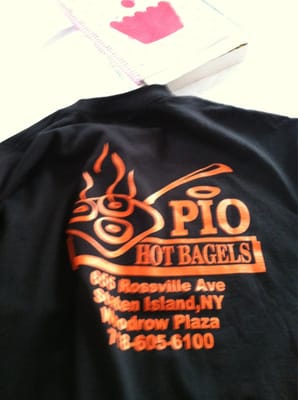 PIO
HOT BAGELS
Rossville Ave
Staten Island,NY
Woodrow Plaza
718-605-6100